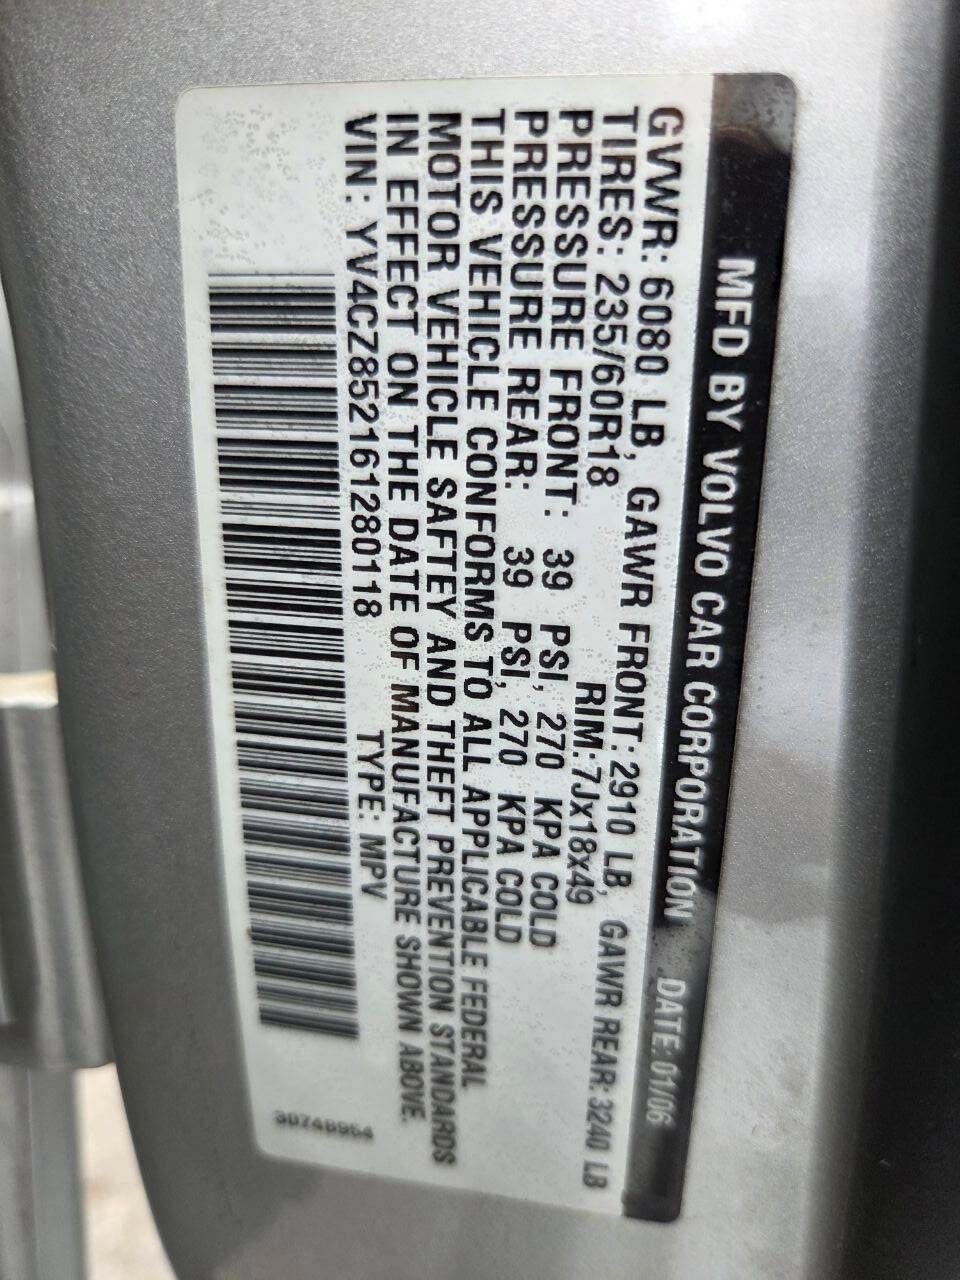 MFD BY VOLVO CAR CORPORATION DATE: 01/06
GVWR: 6080 LB, GAWR FRONT: 2910 LB, GAWR REAR: 3240 LB
TIRES: 235/60R18 RIM: 7Jx18x49
PRESSURE FRONT: 39 PSI, 270 KPA COLD
PRESSURE REAR: 39 PSI, 270 KPA COLD
THIS VEHICLE CONFORMS TO ALL APPLICABLE FEDERAL
MOTOR VEHICLE SAFTEY AND THEFT PREVENTION STANDARDS
IN EFFECT ON THE DATE OF MANUFACTURE SHOWN ABOVE.
VIN: YV4CZ852161280118 TYPE: MPV
30748964